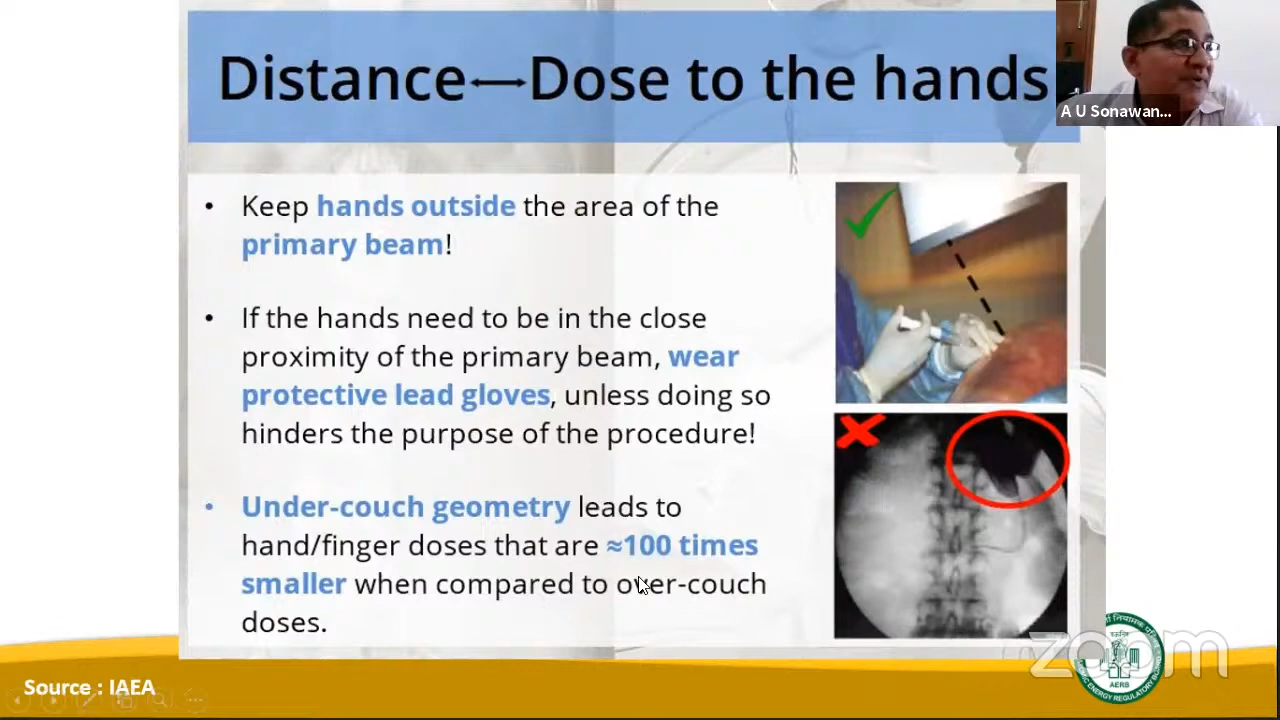 Distance↔Dose to the hands
A U Sonawan...
• Keep hands outside the area of the
primary beam!
• If the hands need to be in the close
proximity of the primary beam, wear
protective lead gloves, unless doing so
hinders the purpose of the procedure!
• Under-couch geometry leads to
hand/finger doses that are ≈100 times
smaller when compared to over-couch
doses.
zoom
AERB
Source : IAEA